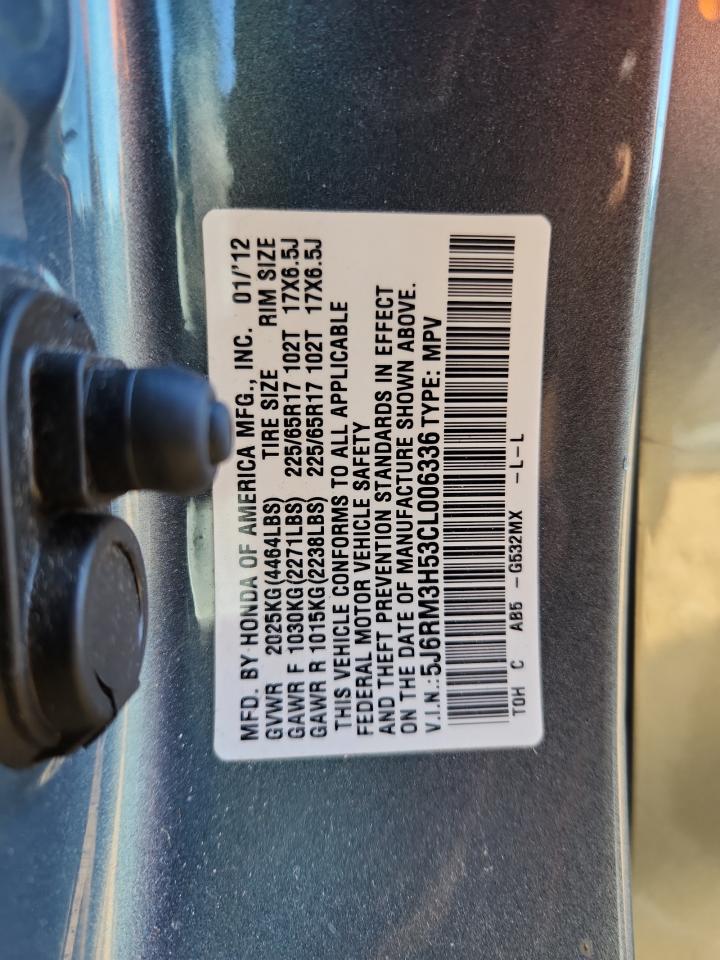 MFD. BY HONDA OF AMERICA MFG., INC. 01/'12
GVWR 2025KG(4464LBS) TIRE SIZE RIM SIZE
GAWR F 1030KG(2271LBS) 225/65R17 102T 17X6.5J
GAWR R 1015KG(2238LBS) 225/65R17 102T 17X6.5J
THIS VEHICLE CONFORMS TO ALL APPLICABLE
FEDERAL MOTOR VEHICLE SAFETY
AND THEFT PREVENTION STANDARDS IN EFFECT
ON THE DATE OF MANUFACTURE SHOWN ABOVE.
V.I.N.:5J6RM3H53CL006336 TYPE: MPV
TOH C AB5 - G532MX - L - L